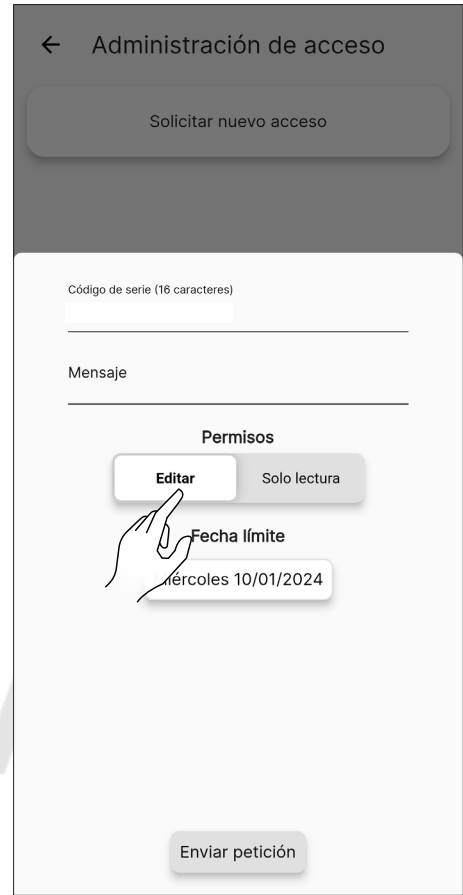 Administración de acceso
Solicitar nuevo acceso
Código de serie (16 caracteres)
Mensaje
Permisos
Editar
Solo lectura
Fecha límite
Miércoles 10/01/2024
Enviar petición